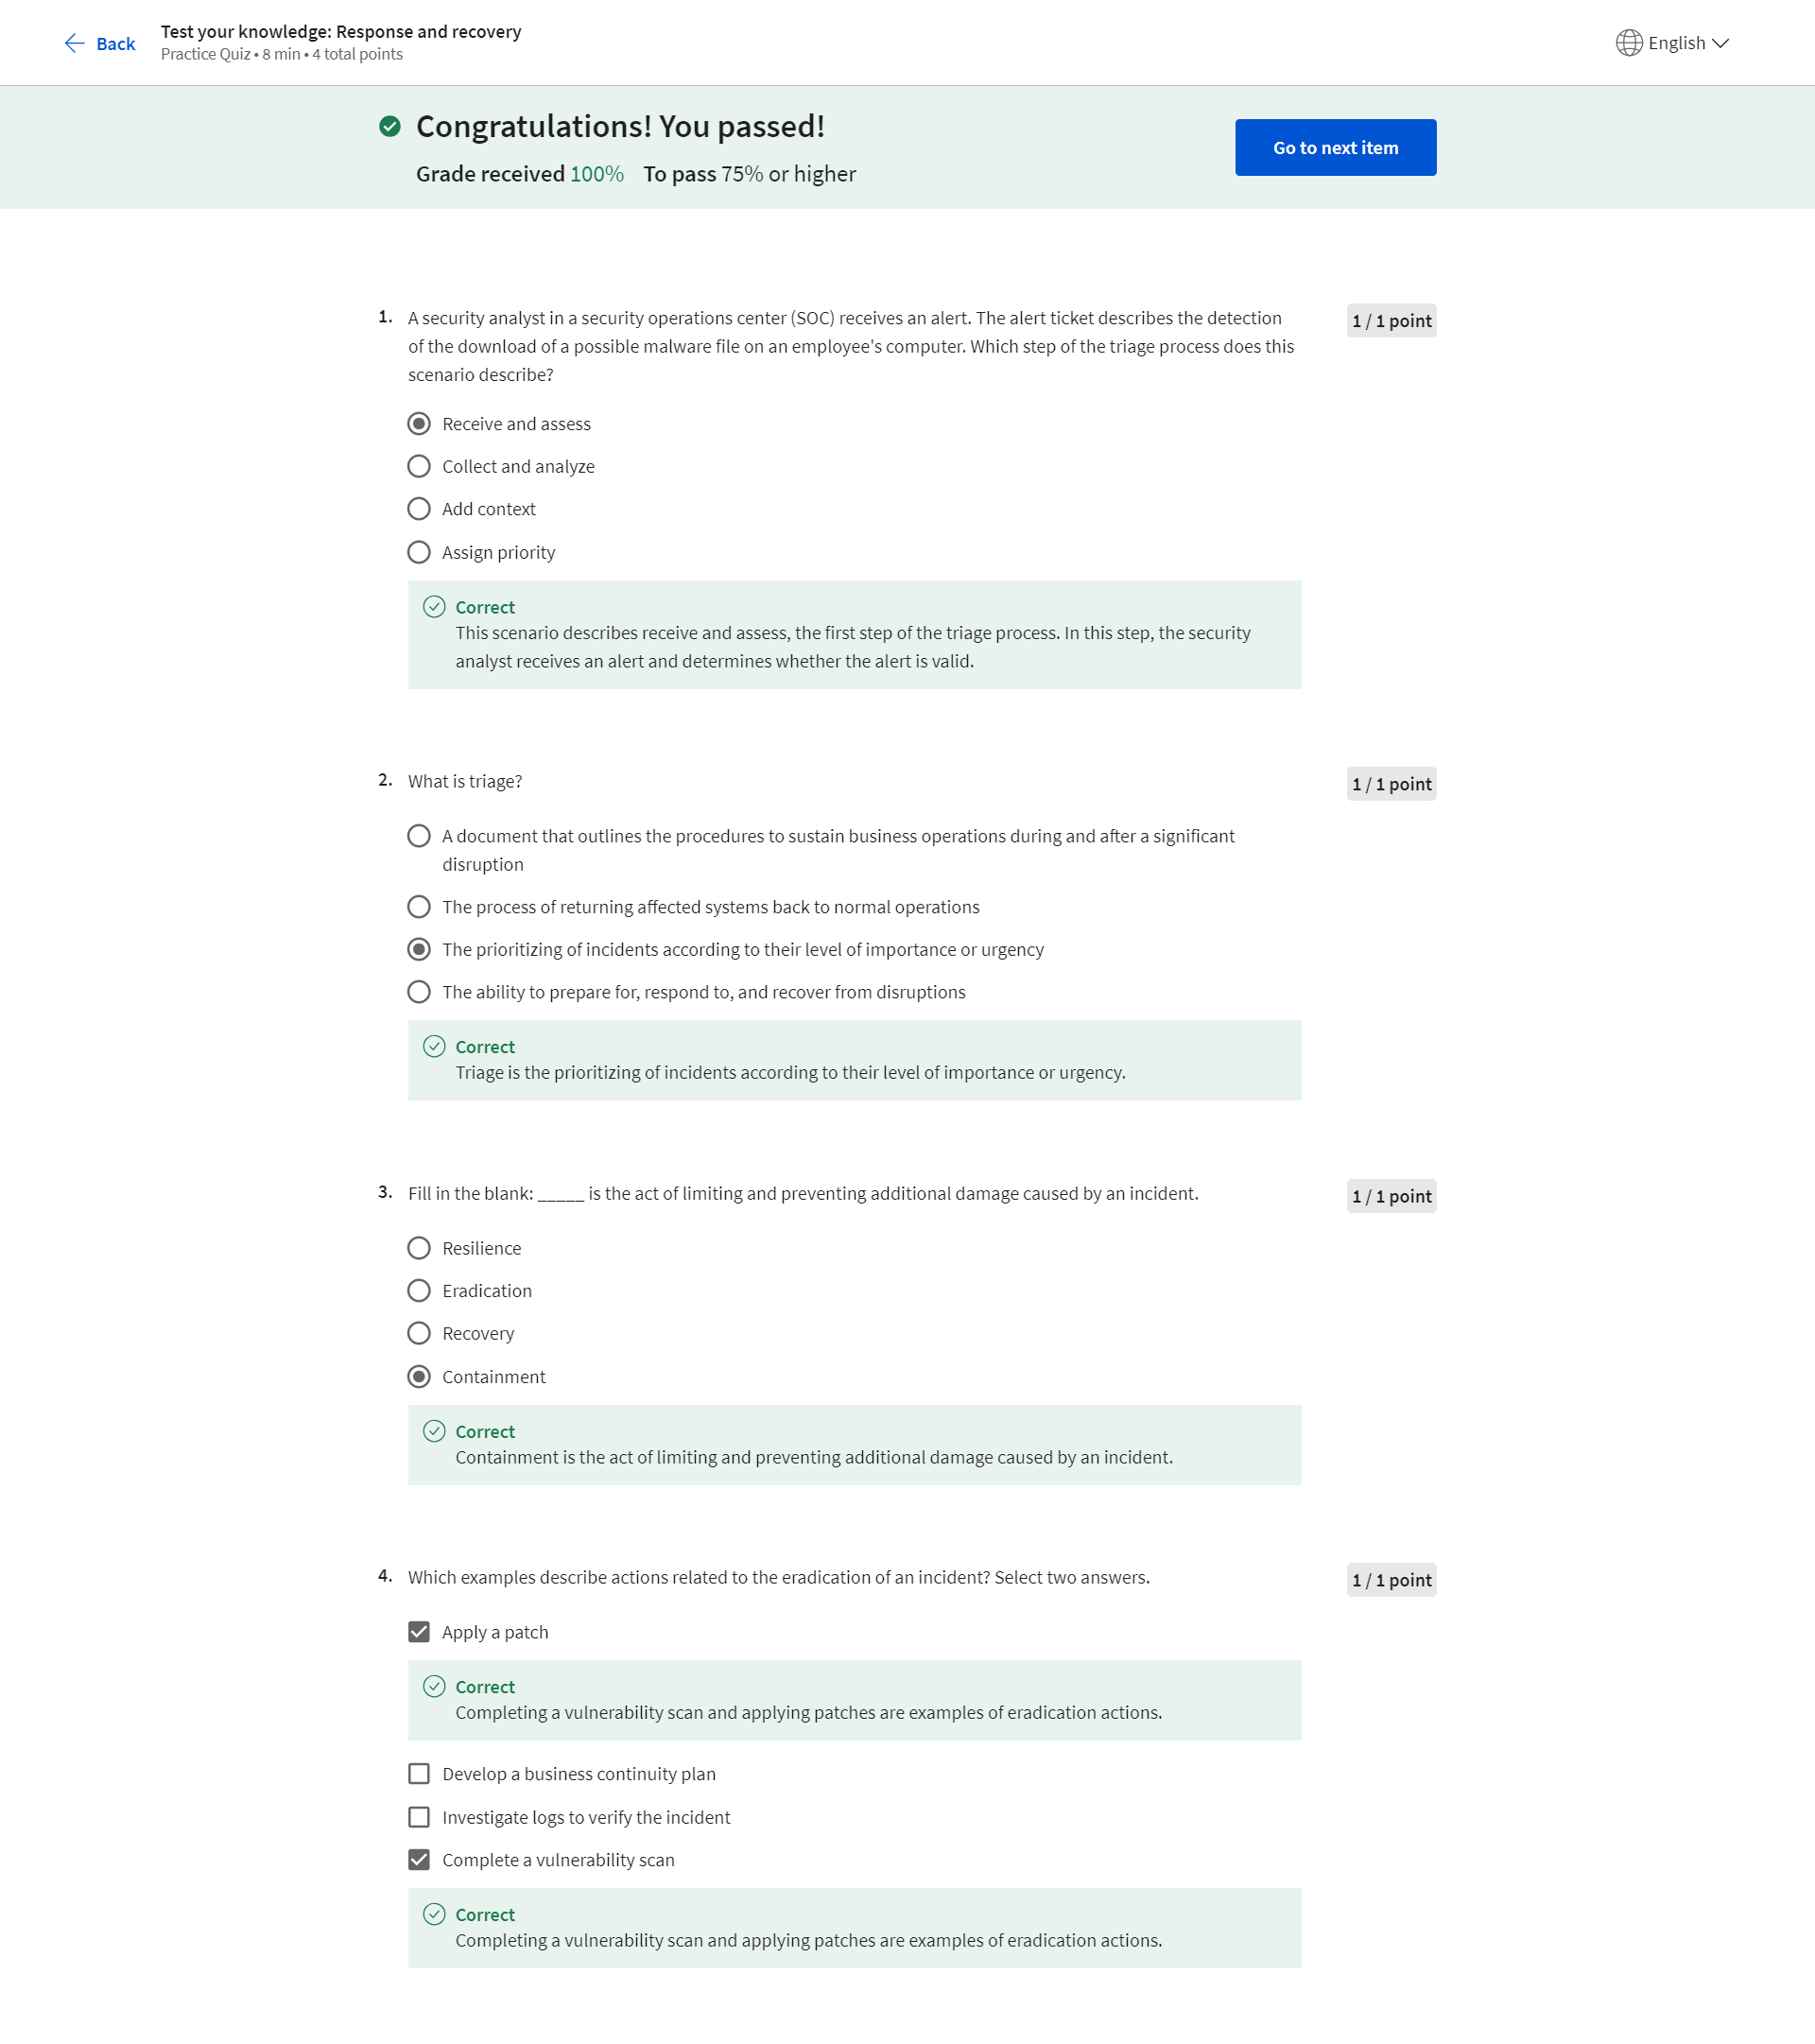 Back
Test your knowledge: Response and recovery
Practice Quiz • 8 min • 4 total points
English
Congratulations! You passed!
Grade received 100% To pass 75% or higher
Go to next item
1. A security analyst in a security operations center (SOC) receives an alert. The alert ticket describes the detection
of the download of a possible malware file on an employee's computer. Which step of the triage process does this
scenario describe?
1 / 1 point
Receive and assess
Collect and analyze
Add context
Assign priority
Correct
This scenario describes receive and assess, the first step of the triage process. In this step, the security
analyst receives an alert and determines whether the alert is valid.
2. What is triage?
1 / 1 point
A document that outlines the procedures to sustain business operations during and after a significant
disruption
The process of returning affected systems back to normal operations
The prioritizing of incidents according to their level of importance or urgency
The ability to prepare for, respond to, and recover from disruptions
Correct
Triage is the prioritizing of incidents according to their level of importance or urgency.
3. Fill in the blank: _____ is the act of limiting and preventing additional damage caused by an incident.
1 / 1 point
Resilience
Eradication
Recovery
Containment
Correct
Containment is the act of limiting and preventing additional damage caused by an incident.
4. Which examples describe actions related to the eradication of an incident? Select two answers.
1 / 1 point
Apply a patch
Correct
Completing a vulnerability scan and applying patches are examples of eradication actions.
Develop a business continuity plan
Investigate logs to verify the incident
Complete a vulnerability scan
Correct
Completing a vulnerability scan and applying patches are examples of eradication actions.